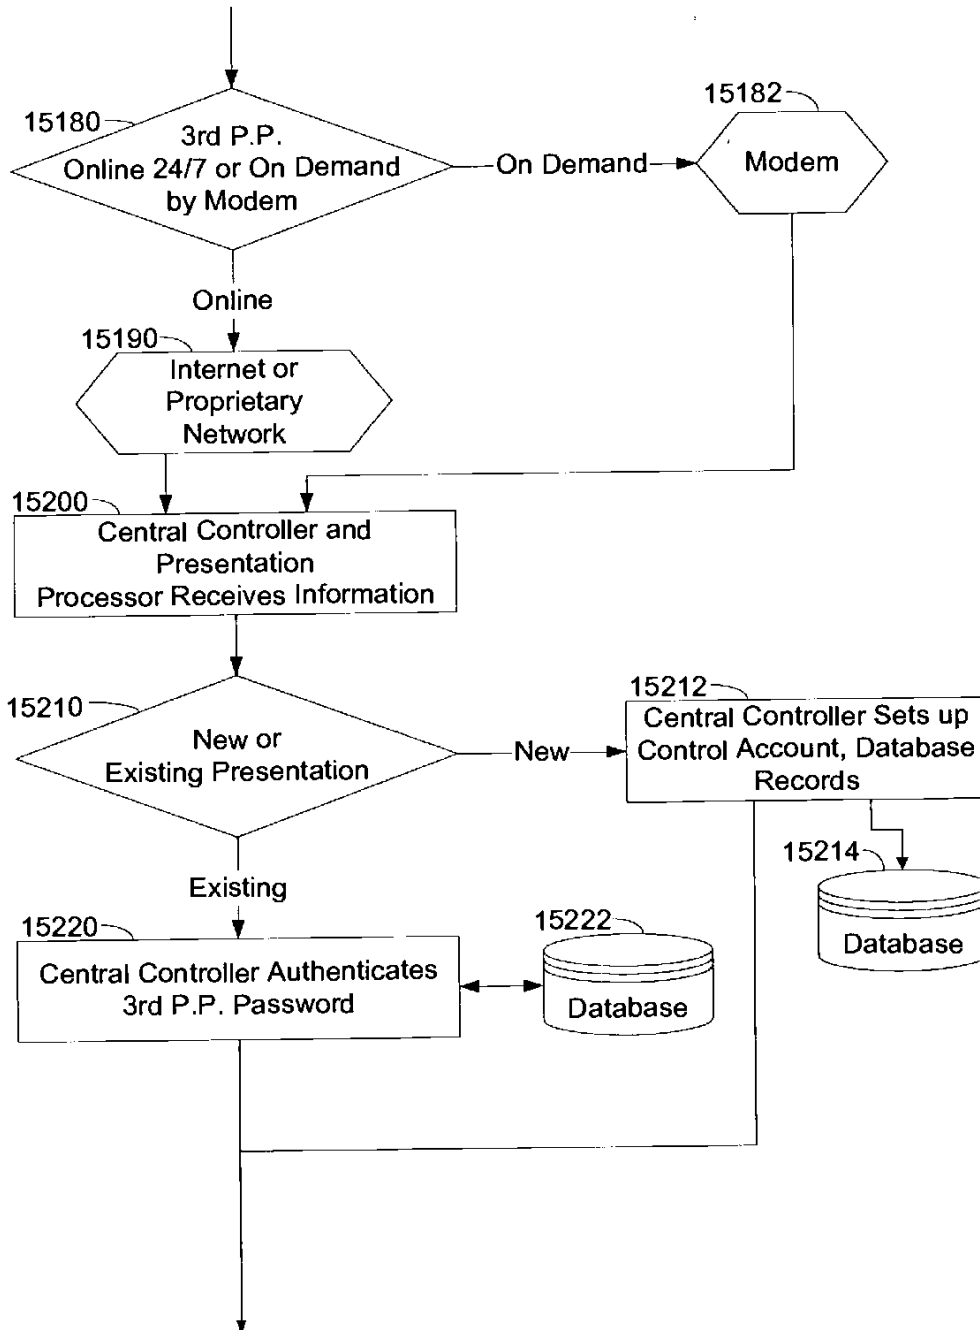 15180
3rd P.P.
Online 24/7 or On Demand
by Modem
On Demand
15182
Modem
Online
15190
Internet or
Proprietary
Network
15200
Central Controller and
Presentation
Processor Receives Information
15210
New or
Existing Presentation
New
15212
Central Controller Sets up
Control Account, Database
Records
15214
Database
Existing
15220
Central Controller Authenticates
3rd P.P. Password
15222
Database